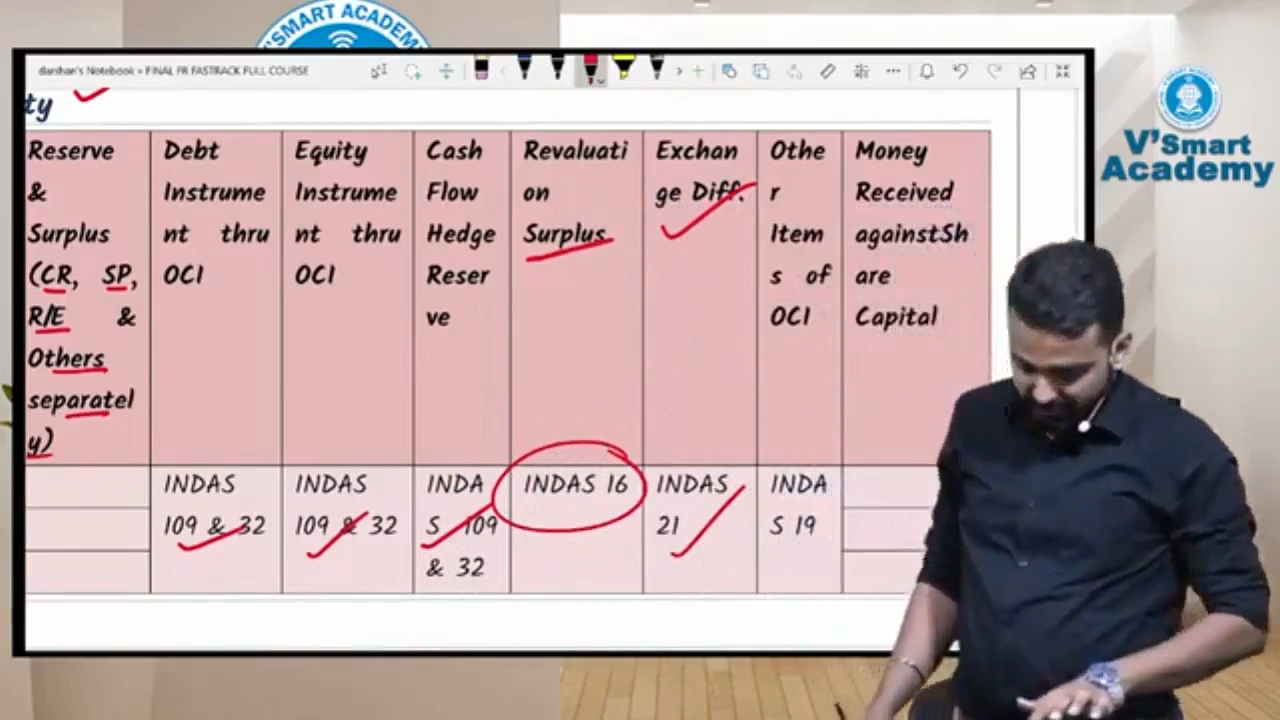 V'SMART ACADEMY
darshan's Notebook » FINAL FR FASTRACK FULL COURSE
ty
Reserve
&
Surplus
(CR, SP,
R/E &
Others
separatel
y)
Debt
Instrume
nt thru
OCI
Equity
Instrume
nt thru
OCI
Cash
Flow
Hedge
Reser
ve
Revaluati
on
Surplus
Exchan
ge Diff.
Othe
r
Item
s of
OCI
Money
Received
againstSh
are
Capital
INDAS
109 & 32
INDAS
109 & 32
INDA
S 109
& 32
INDAS 16
INDAS
21
INDA
S 19
V'Smart
Academy